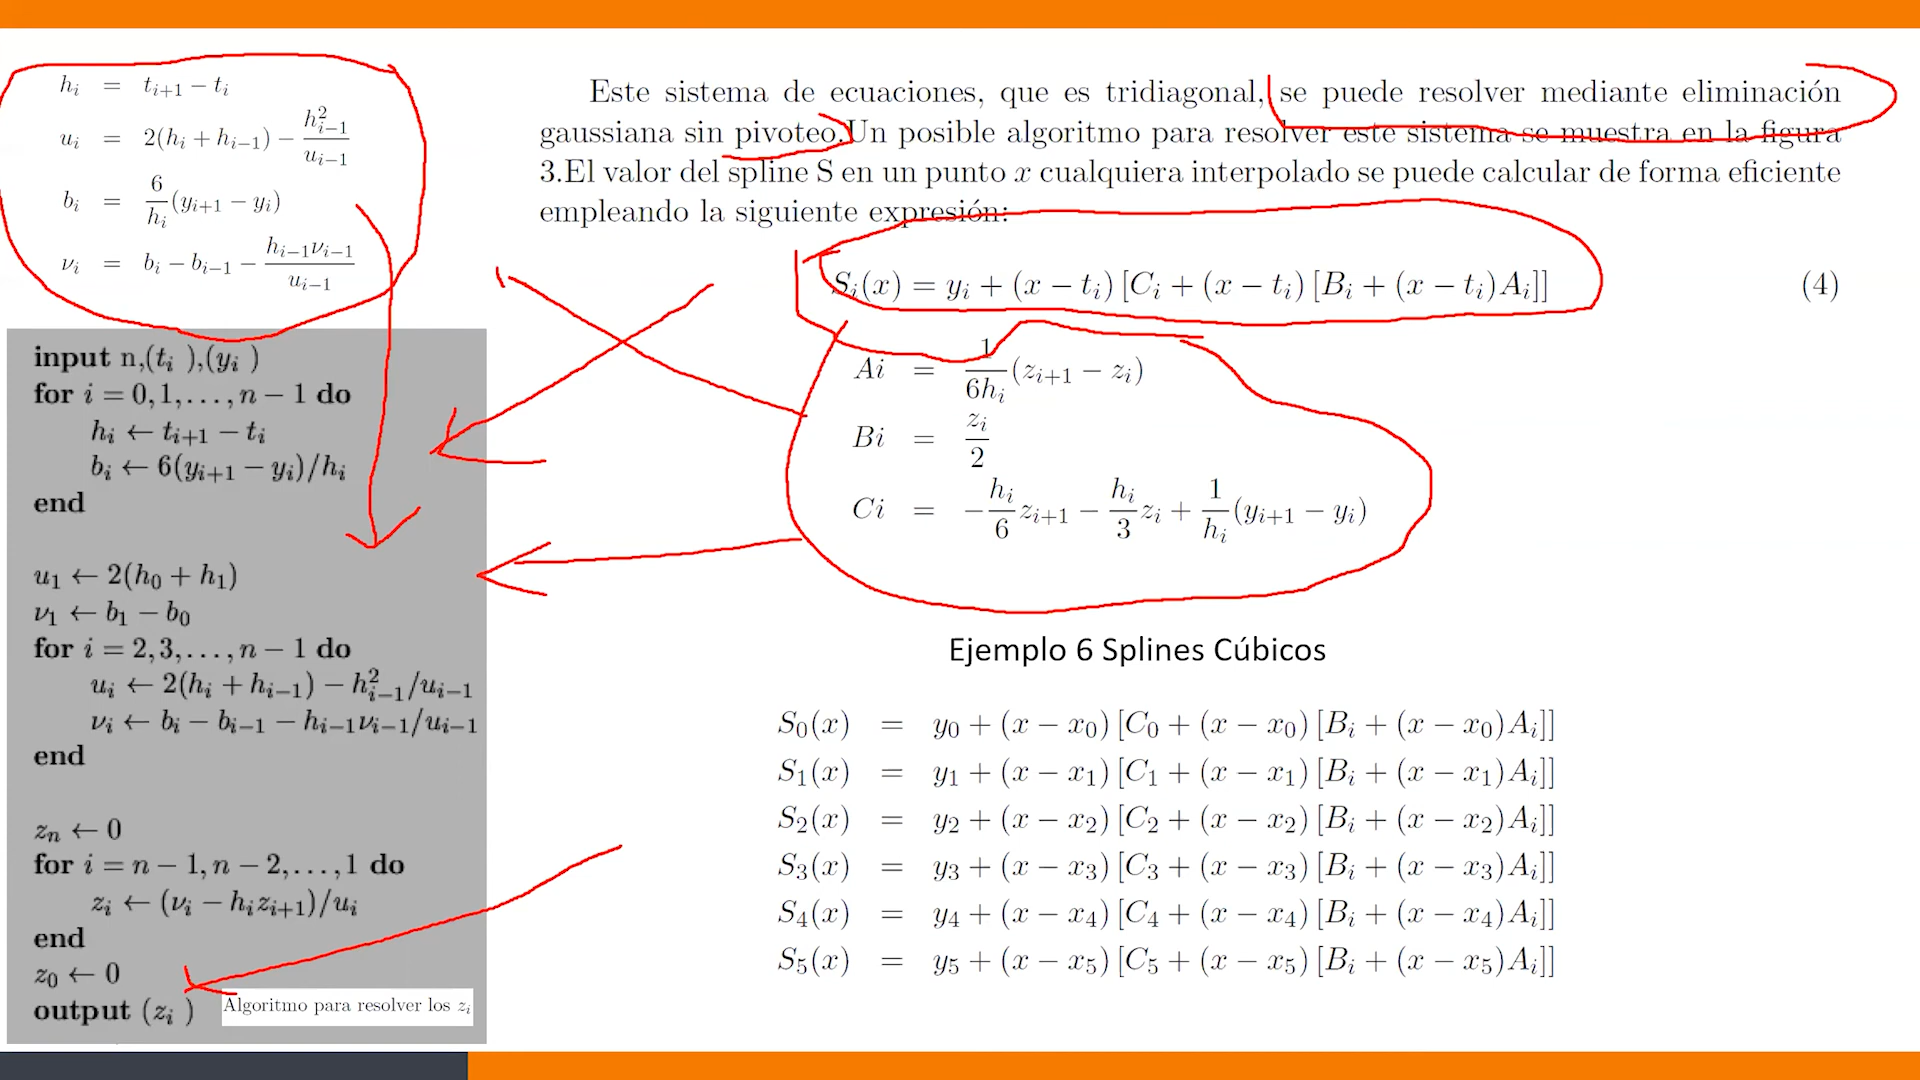 h_i = t_{i+1} − t_i
u_i = 2(h_i + h_{i−1}) − h_{i−1}^2 / u_{i−1}
b_i = 6/h_i (y_{i+1} − y_i)
ν_i = b_i − b_{i−1} − h_{i−1}ν_{i−1} / u_{i−1}
input n,(t_i ),(y_i )
for i = 0,1,...,n − 1 do
h_i ← t_{i+1} − t_i
b_i ← 6(y_{i+1} − y_i)/h_i
end
u_1 ← 2(h_0 + h_1)
ν_1 ← b_1 − b_0
for i = 2,3,...,n − 1 do
u_i ← 2(h_i + h_{i−1}) − h_{i−1}^2/u_{i−1}
ν_i ← b_i − b_{i−1} − h_{i−1}ν_{i−1}/u_{i−1}
end
z_n ← 0
for i = n − 1, n − 2,...,1 do
z_i ← (ν_i − h_i z_{i+1})/u_i
end
z_0 ← 0
output (z_i )
Algoritmo para resolver los z_i
Este sistema de ecuaciones, que es tridiagonal, se puede resolver mediante eliminación
gaussiana sin pivoteo.Un posible algoritmo para resolver este sistema se muestra en la figura
3.El valor del spline S en un punto x cualquiera interpolado se puede calcular de forma eficiente
empleando la siguiente expresión:
S_i(x) = y_i + (x − t_i) [C_i + (x − t_i) [B_i + (x − t_i)A_i]] (4)
Ai = 1/6h_i (z_{i+1} − z_i)
Bi = z_i/2
Ci = −h_i/6 z_{i+1} − h_i/3 z_i + 1/h_i (y_{i+1} − y_i)
Ejemplo 6 Splines Cúbicos
S_0(x) = y_0 + (x − x_0) [C_0 + (x − x_0) [B_i + (x − x_0)A_i]]
S_1(x) = y_1 + (x − x_1) [C_1 + (x − x_1) [B_i + (x − x_1)A_i]]
S_2(x) = y_2 + (x − x_2) [C_2 + (x − x_2) [B_i + (x − x_2)A_i]]
S_3(x) = y_3 + (x − x_3) [C_3 + (x − x_3) [B_i + (x − x_3)A_i]]
S_4(x) = y_4 + (x − x_4) [C_4 + (x − x_4) [B_i + (x − x_4)A_i]]
S_5(x) = y_5 + (x − x_5) [C_5 + (x − x_5) [B_i + (x − x_5)A_i]]